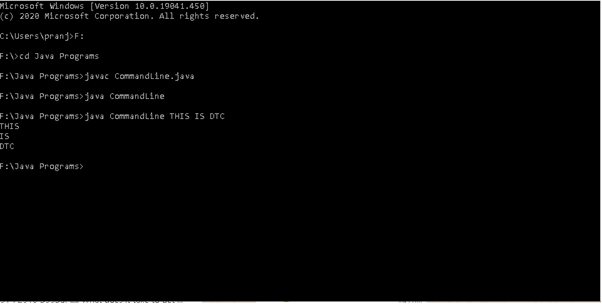 Microsoft Windows [Version 10.0.19041.450]
(c) 2020 Microsoft Corporation. All rights reserved.
C:\Users\pranj>F:
F:\>cd Java Programs
F:\Java Programs>javac CommandLine.java
F:\Java Programs>java CommandLine
F:\Java Programs>java CommandLine THIS IS DTC
THIS
IS
DTC
F:\Java Programs>